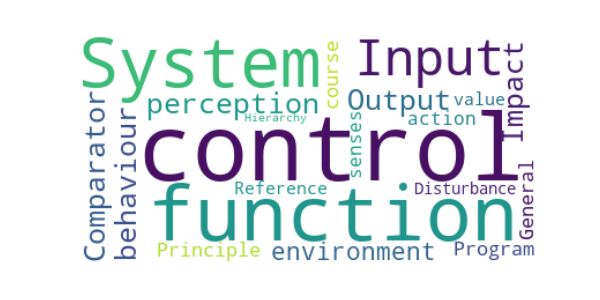 System
Input
course
Impact
perception
Output
value
action
Hierarchy
Comparator
behaviour
control
senses
Reference
Disturbance
General
function
Principle
environment
Program